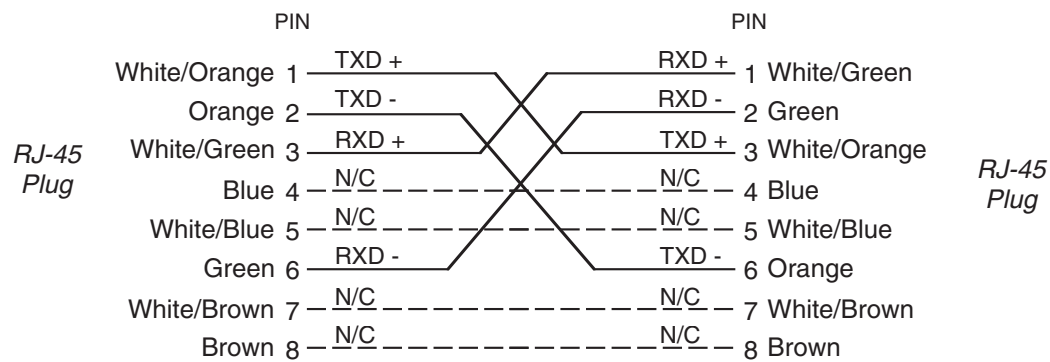 PIN PIN
White/Orange 1 TXD + RXD + 1 White/Green
Orange 2 TXD - RXD - 2 Green
White/Green 3 RXD + TXD + 3 White/Orange
RJ-45 Plug
Blue 4 N/C N/C 4 Blue
RJ-45 Plug
White/Blue 5 N/C N/C 5 White/Blue
Green 6 RXD - TXD - 6 Orange
White/Brown 7 N/C N/C 7 White/Brown
Brown 8 N/C N/C 8 Brown